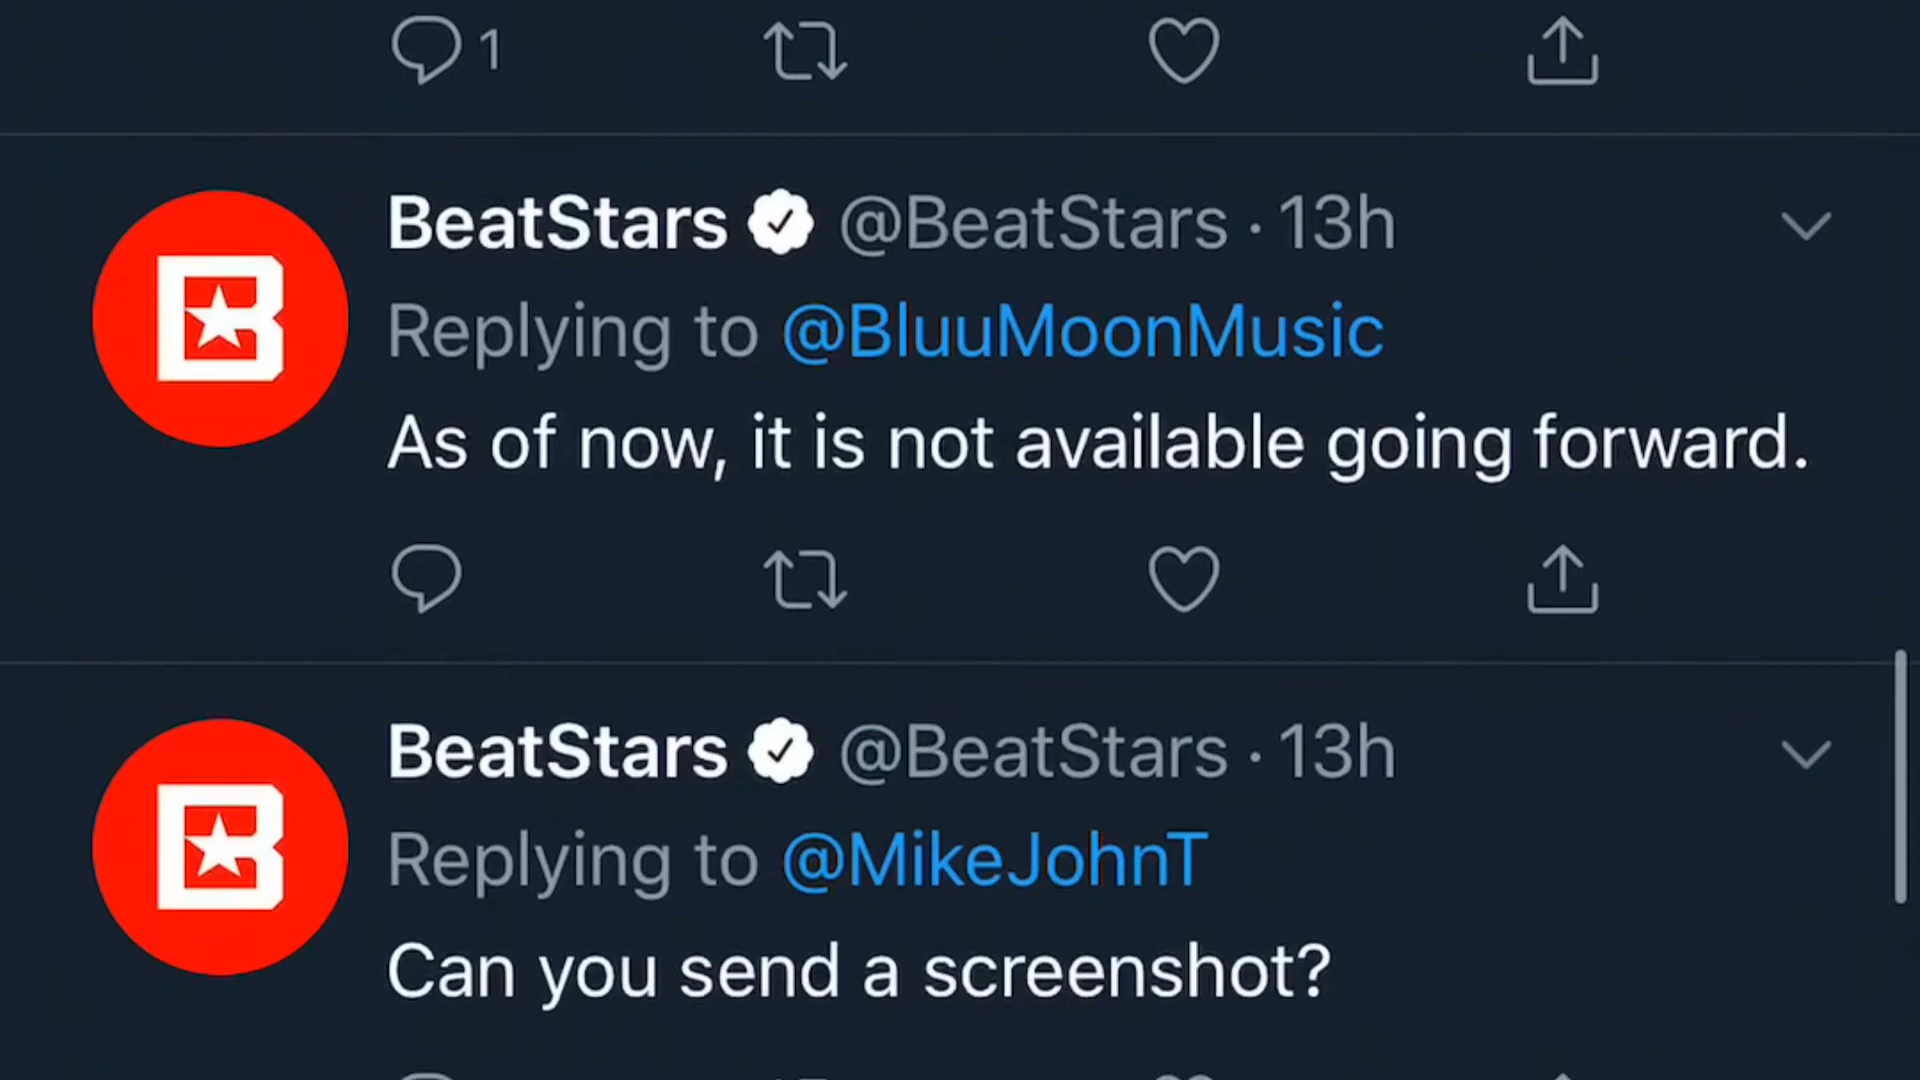 1
BeatStars @BeatStars · 13h
Replying to @BluuMoonMusic
As of now, it is not available going forward.
BeatStars @BeatStars · 13h
Replying to @MikeJohnT
Can you send a screenshot?